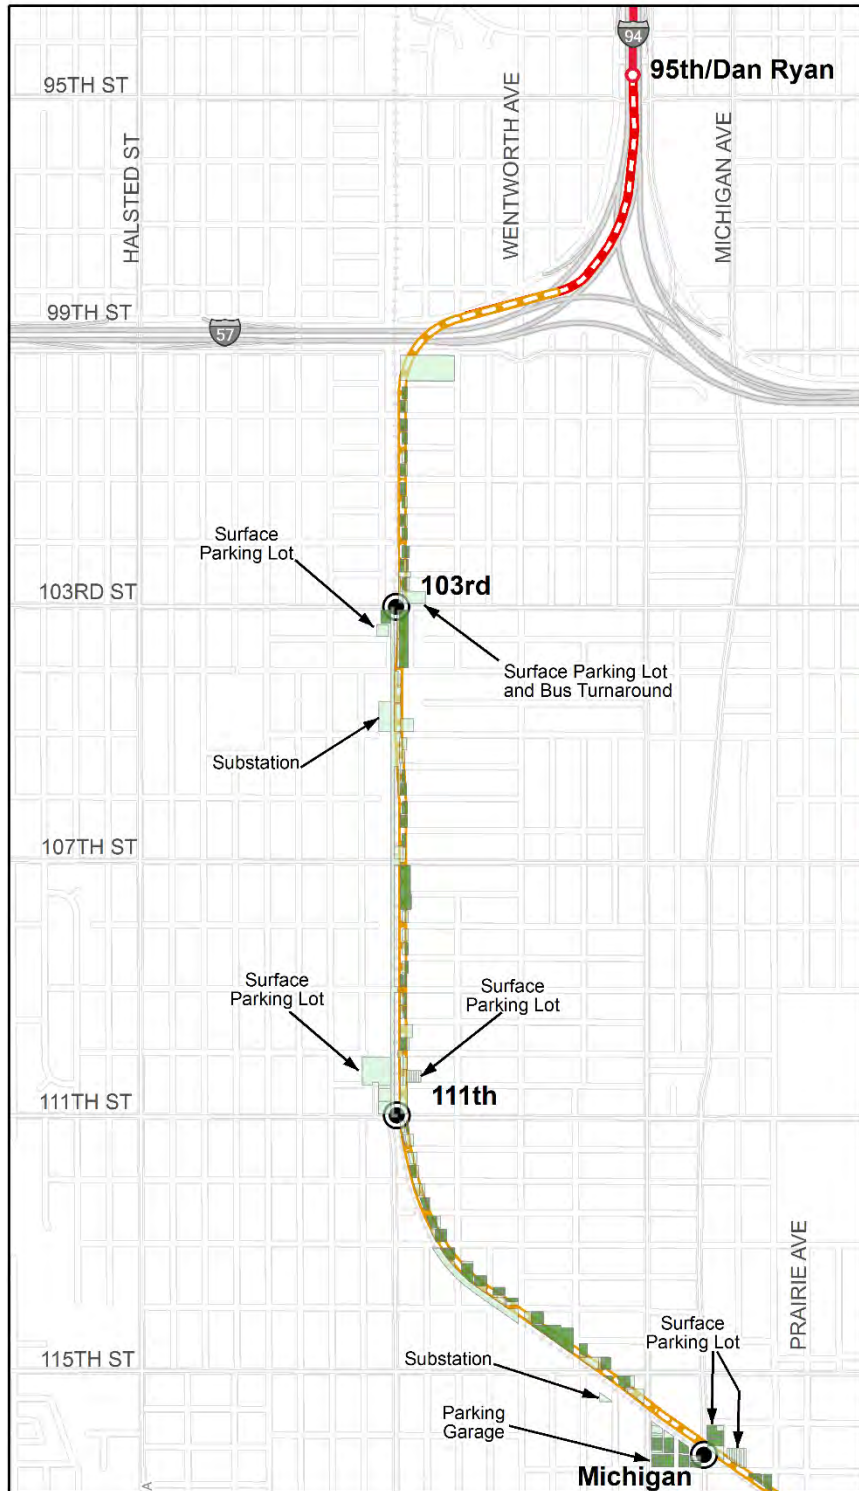 94
95th/Dan Ryan
95TH ST
HALSTED ST
WENTWORTH AVE
MICHIGAN AVE
99TH ST
57
Surface
Parking Lot
103RD ST
103rd
Surface Parking Lot
and Bus Turnaround
Substation
107TH ST
Surface
Parking Lot
Surface
Parking Lot
111th
111TH ST
PRAIRIE AVE
Surface
Parking Lot
115TH ST
Substation
Parking
Garage
Michigan
A